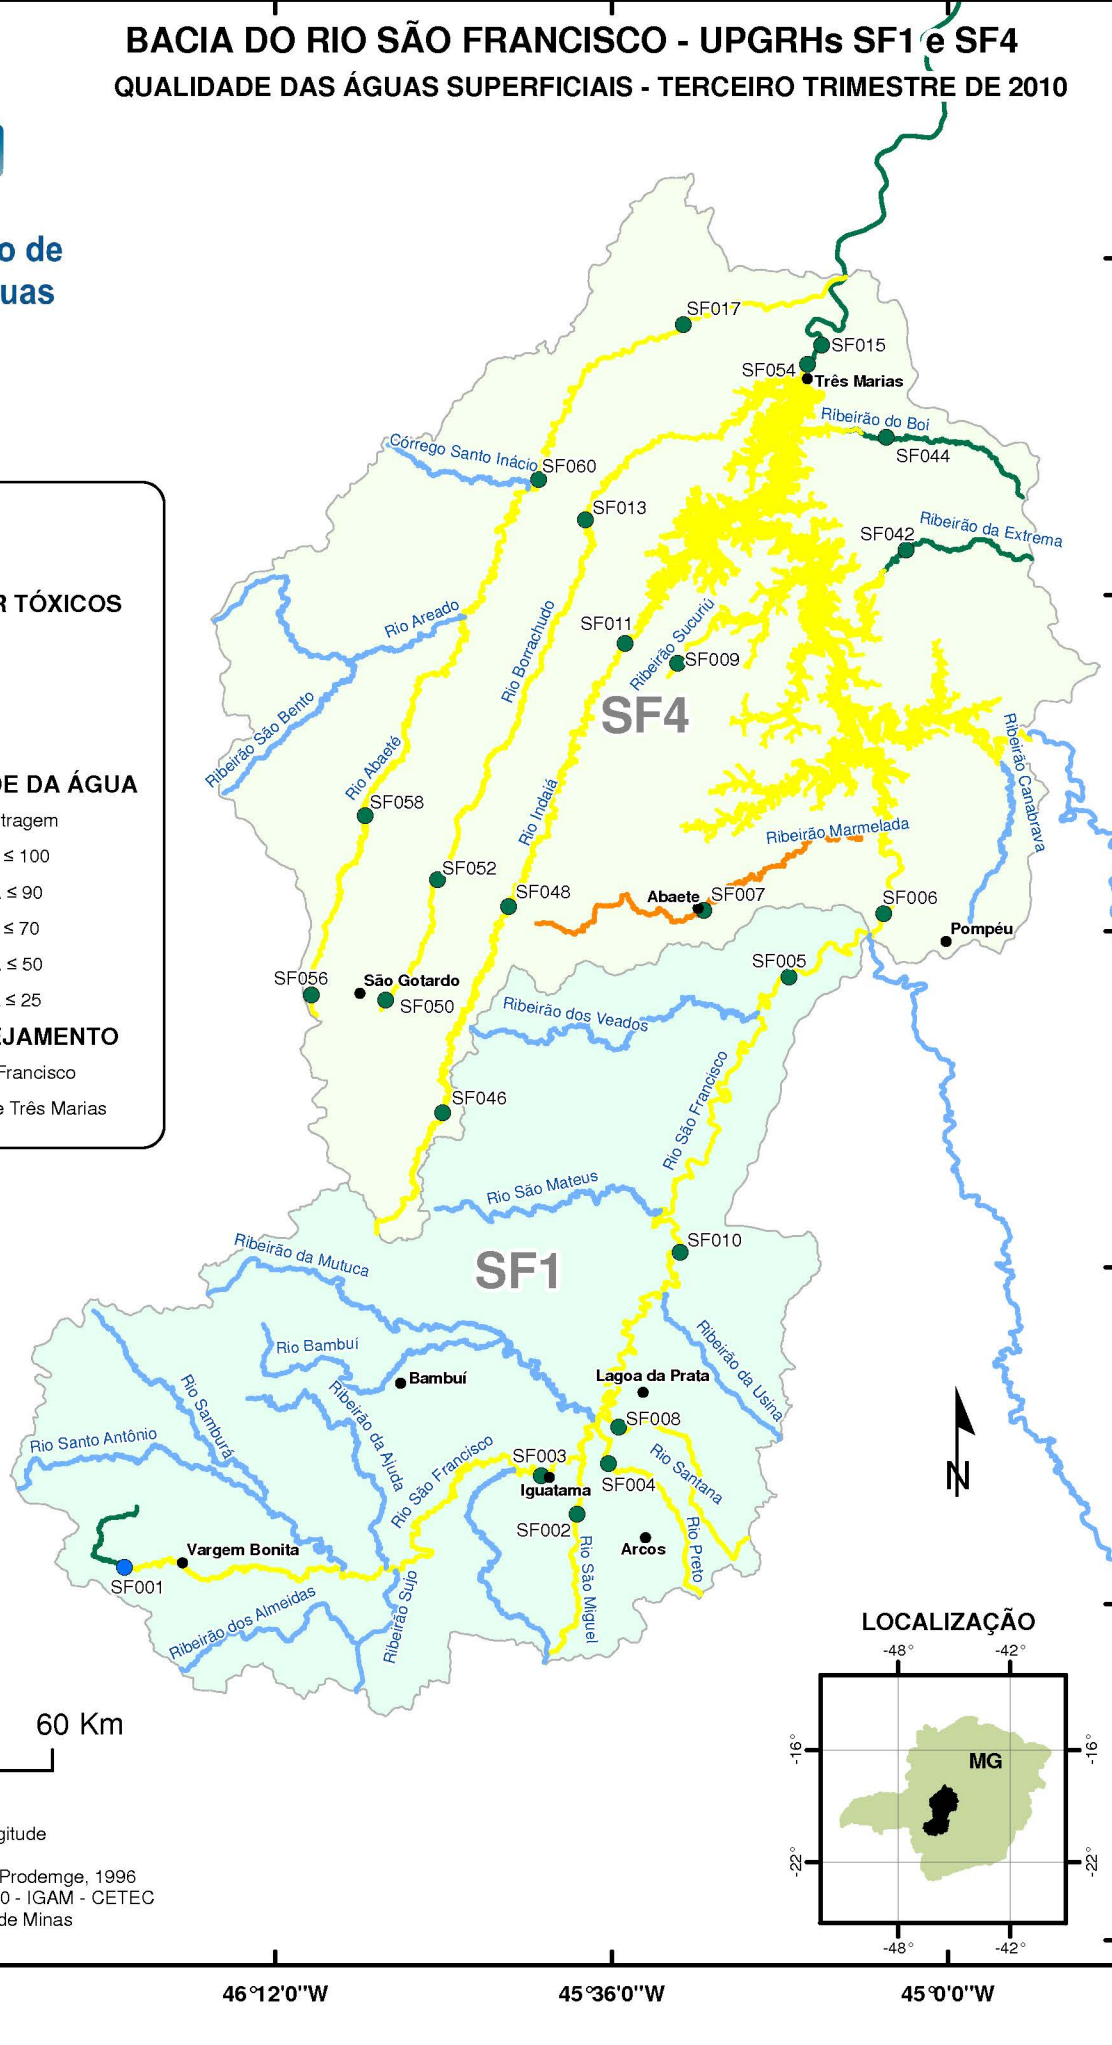 BACIA DO RIO SÃO FRANCISCO - UPGRHs SF1 e SF4
QUALIDADE DAS ÁGUAS SUPERFICIAIS - TERCEIRO TRIMESTRE DE 2010
o de
uas
SF017
SF015
SF054
Três Marias
Ribeirão do Boi
SF044
Córrego Santo Inácio
SF060
SF013
SF042
Ribeirão da Extrema
R TÓXICOS
Rio Areado
SF011
Ribeirão Sucuriú
SF009
Rio Borrachudo
SF4
Ribeirão São Bento
Rio Abaeté
Ribeirão Canabrava
DE DA ÁGUA
tragem
≤ 100
≤ 90
≤ 70
≤ 50
≤ 25
EJAMENTO
Francisco
e Três Marias
SF058
Rio Indaiá
Ribeirão Marmelada
SF052
SF048
Abaete
SF007
SF006
Pompéu
SF005
SF056
São Gotardo
SF050
Ribeirão dos Veados
SF046
Rio São Francisco
Rio São Mateus
SF010
SF1
Ribeirão da Mutuca
Rio Bambuí
Bambuí
Ribeirão da Usina
Lagoa da Prata
Rio Samburá
Ribeirão da Ajuda
SF008
Rio Santo Antônio
Rio São Francisco
SF003
Iguatama
SF004
Rio Santana
SF002
Arcos
Rio Preto
Rio São Miguel
Vargem Bonita
SF001
Ribeirão dos Almeidas
Ribeirão Sujo
N
LOCALIZAÇÃO
-48° -42°
-16° -16°
MG
-22° -22°
-48° -42°
60 Km
gitude
Prodemge, 1996
0 - IGAM - CETEC
de Minas
46°12'0"W 45°36'0"W 45°0'0"W